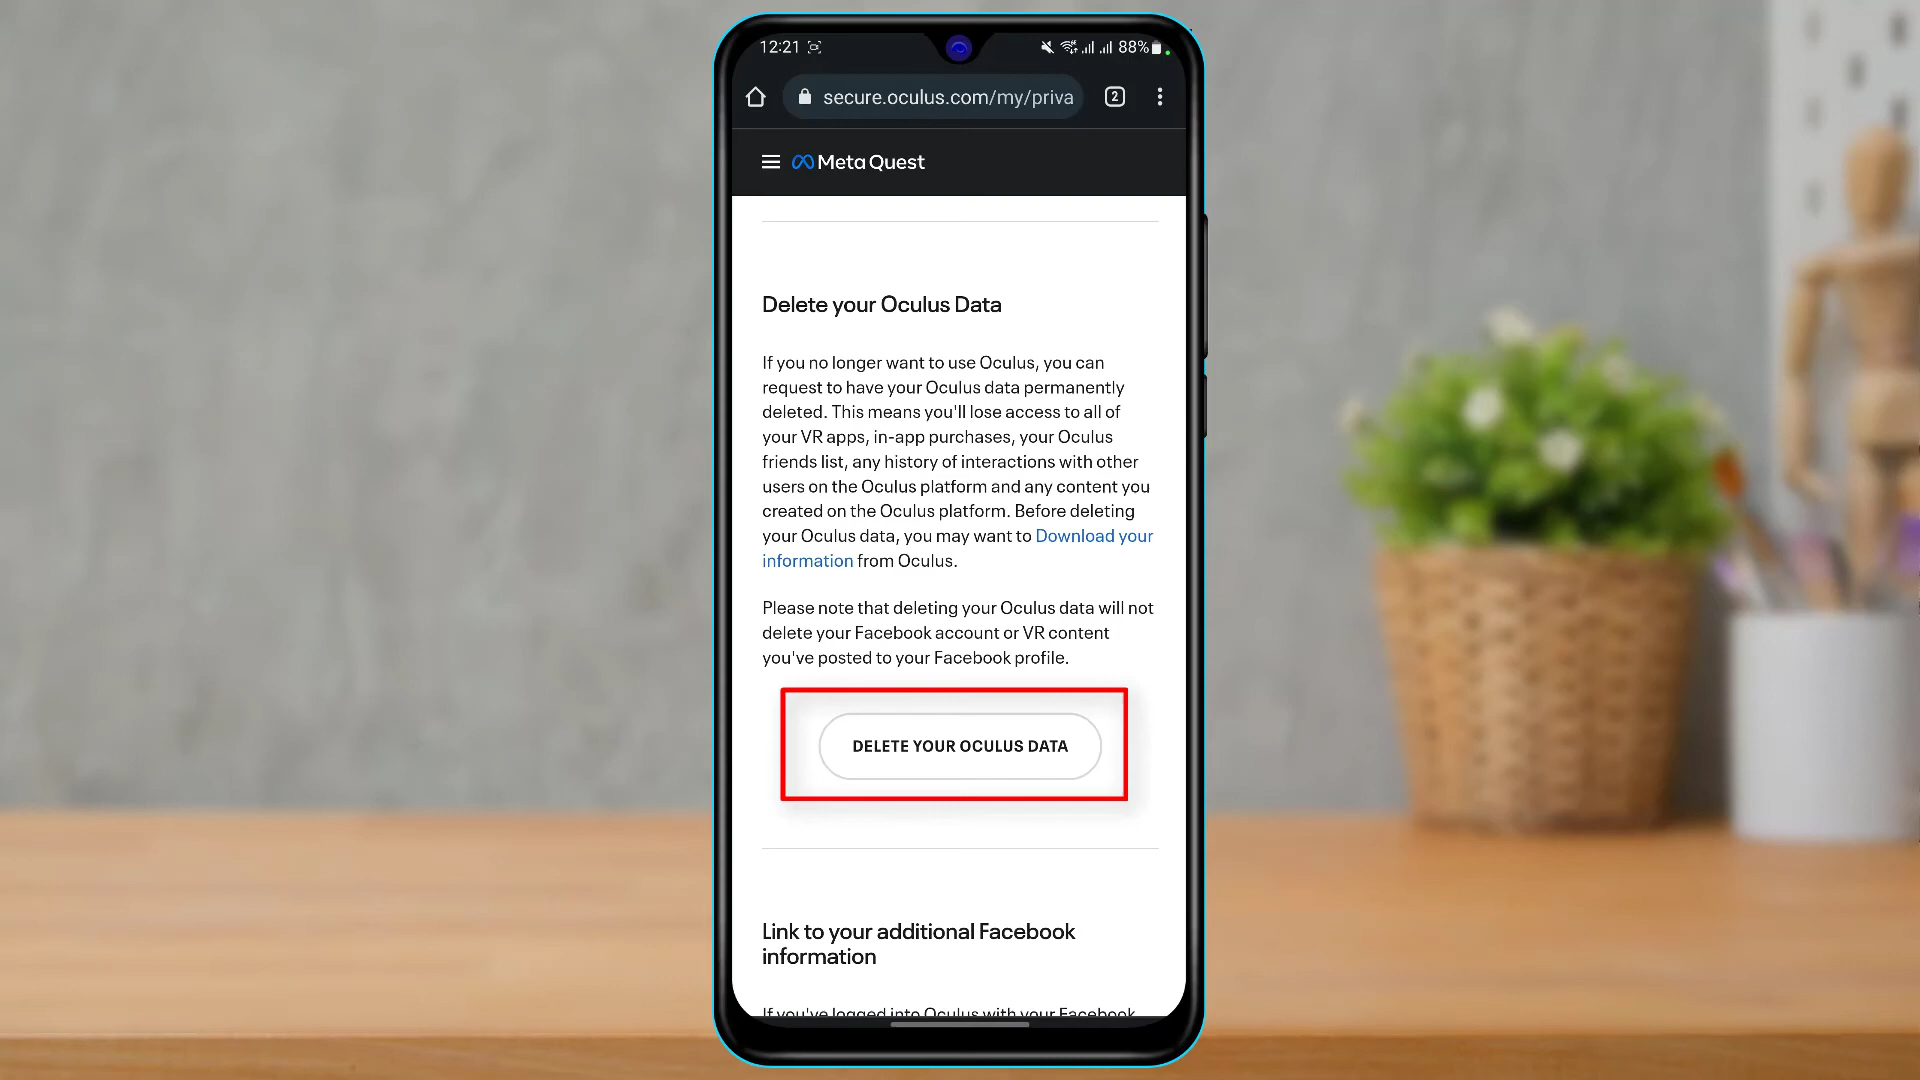 12:21
88%
secure.oculus.com/my/priva
2
Meta Quest
Delete your Oculus Data
If you no longer want to use Oculus, you can
request to have your Oculus data permanently
deleted. This means you'll lose access to all of
your VR apps, in-app purchases, your Oculus
friends list, any history of interactions with other
users on the Oculus platform and any content you
created on the Oculus platform. Before deleting
your Oculus data, you may want to Download your
information from Oculus.
Please note that deleting your Oculus data will not
delete your Facebook account or VR content
you've posted to your Facebook profile.
DELETE YOUR OCULUS DATA
Link to your additional Facebook
information
If you've logged into Oculus with your Facebook